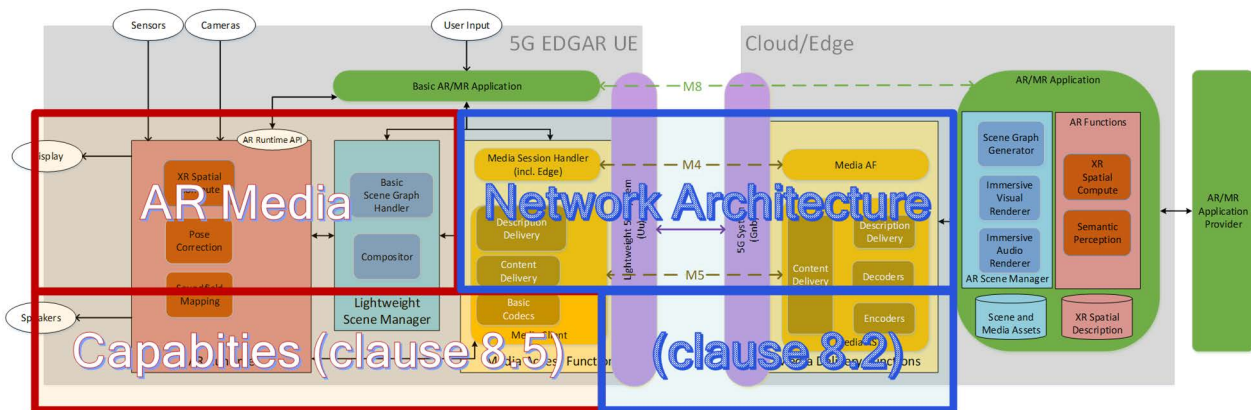 Sensors
Cameras
User Input
5G EDGAR UE
Cloud/Edge
Basic AR/MR Application
M8
AR/MR Application
AR Runtime API
Display
XR Spatial
AR Media
Pose
Correction
Mapping
Speakers
Basic
Scene Graph
Handler
Compositor
Lightweight
Scene Manager
Media Session Handler
(incl. Edge)
M4
Media AF
Network Architecture
Description
Delivery
Content
Delivery
Basic
Codecs
M5
Description
Delivery
Content
Delivery
Decoders
Encoders
Capabities (clause 8.5)
(clause 8.2)
Scene Graph
Generator
Immersive
Visual
Renderer
Immersive
Audio
Renderer
AR Scene Manager
AR Functions
XR
Spatial
Compute
Semantic
Perception
Scene and
Media Assets
XR Spatial
Description
AR/MR
Application
Provider